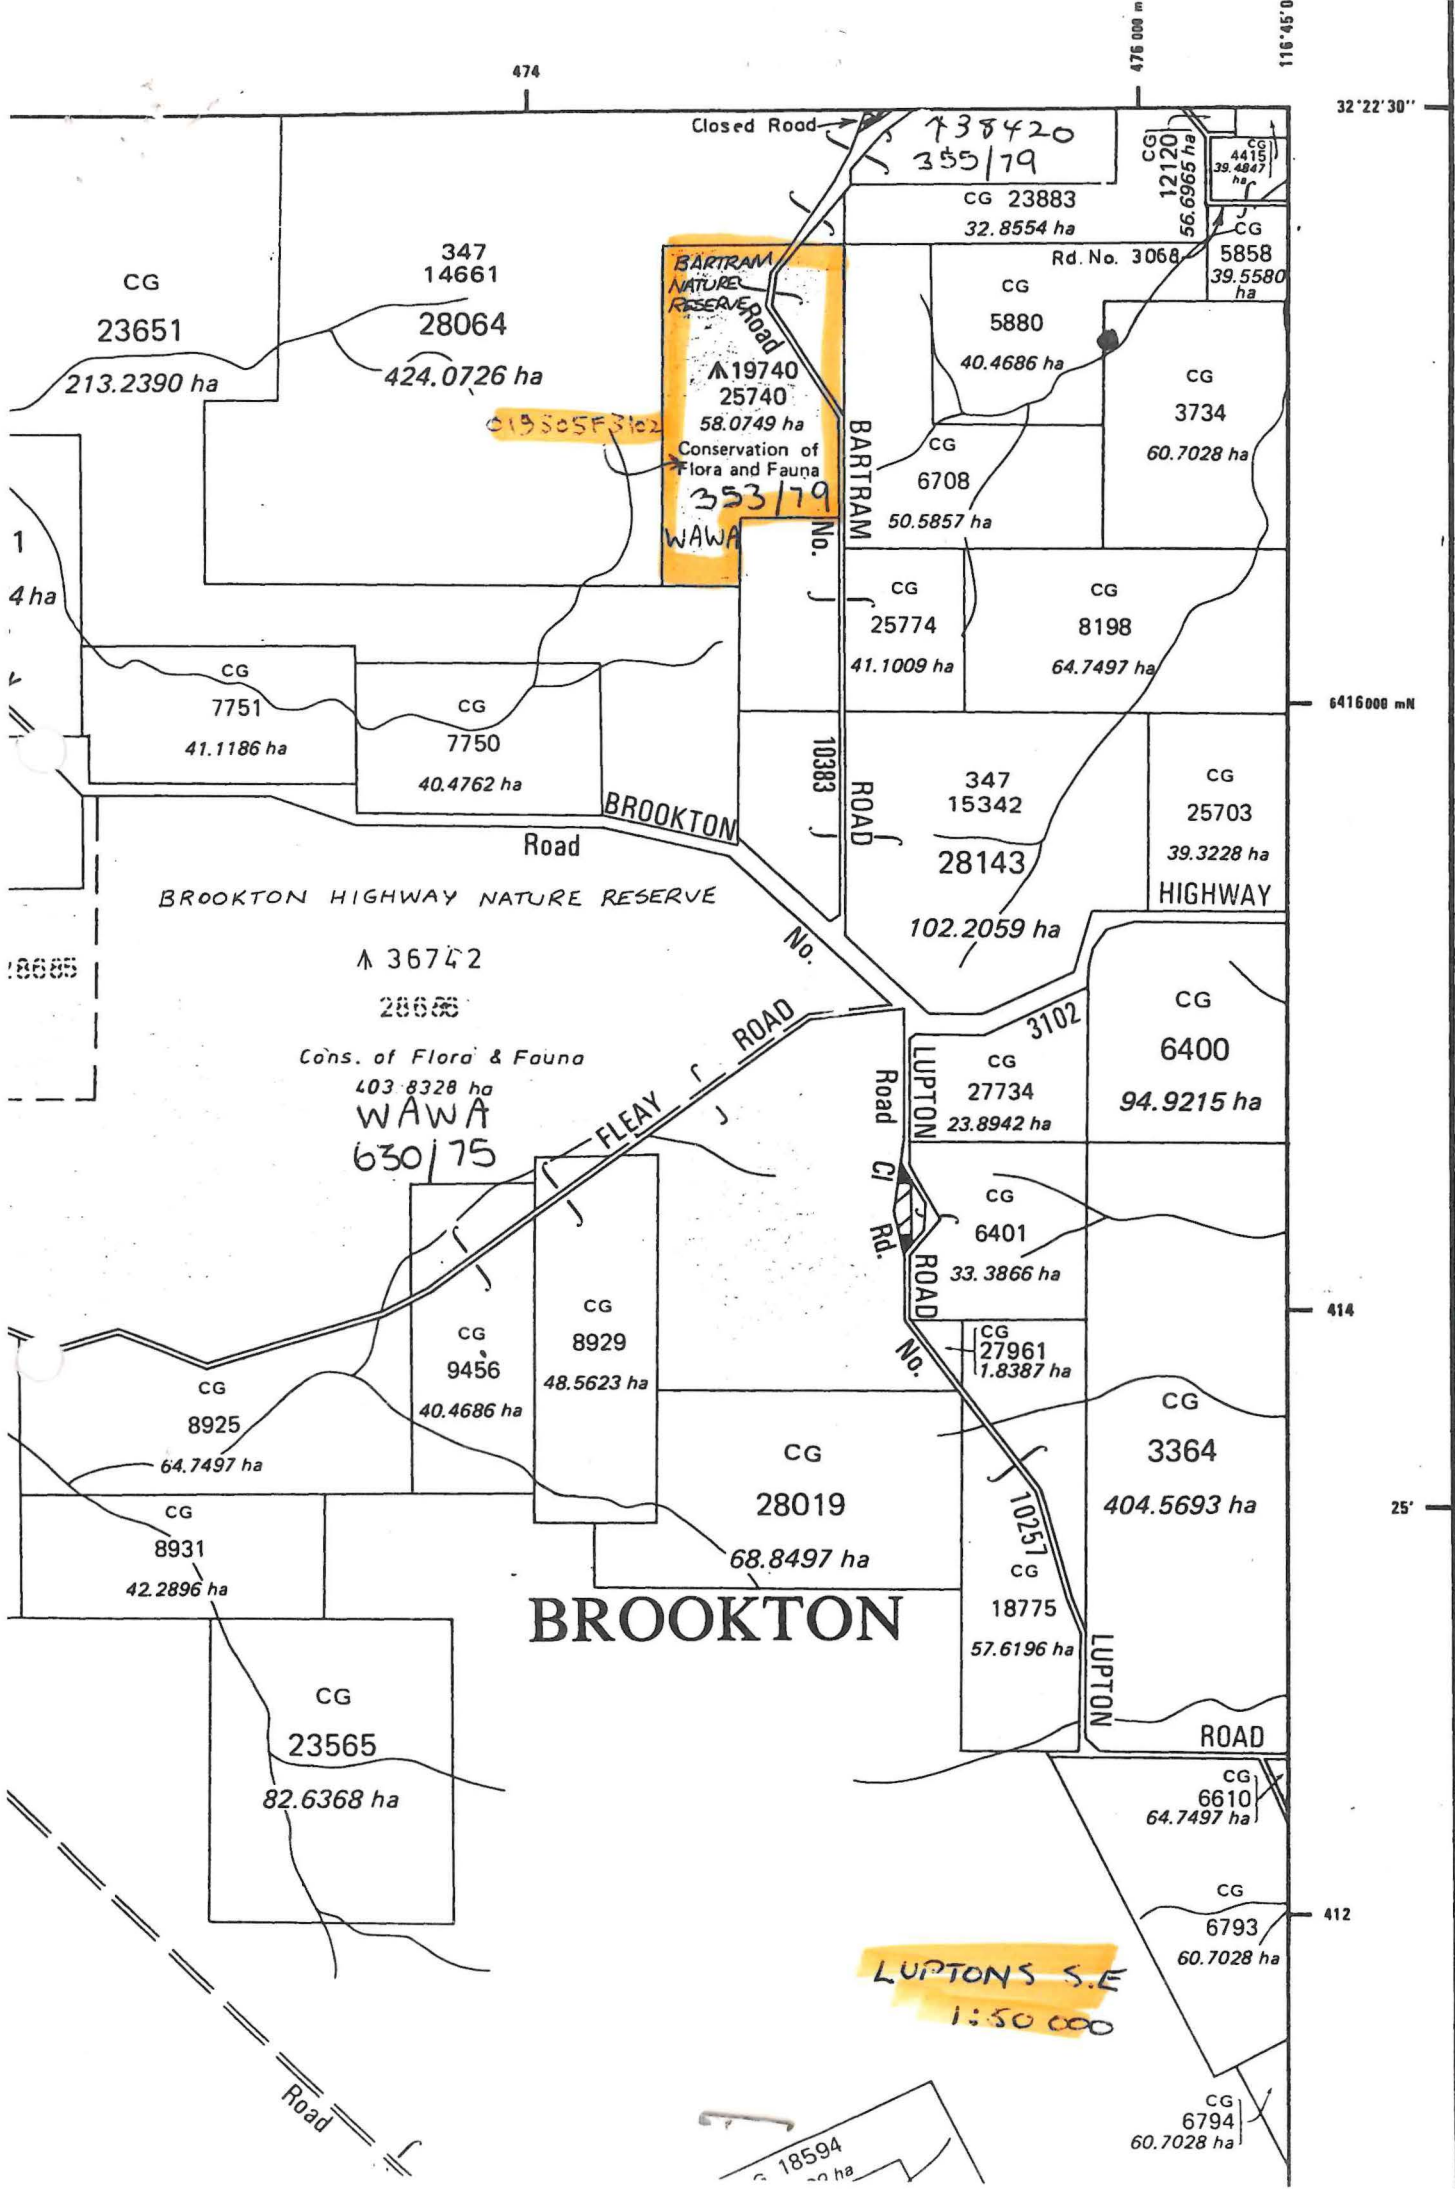 474
476 000 m
116°45'0
32°22'30"
Closed Road
38420
355/79
CG
12120
56.6965 ha
CG
4415
39.4847
ha
CG 23883
32.8554 ha
Rd. No. 3068
CG
5858
39.5580
ha
CG
23651
213.2390 ha
347
14661
28064
424.0726 ha
BARTRAM
NATURE
RESERVE
Road
19740
25740
58.0749 ha
Conservation of
Flora and Fauna
353/79
WAWA
CG
5880
40.4686 ha
CG
3734
60.7028 ha
BARTRAM
No.
CG
6708
50.5857 ha
1
4 ha
CG
25774
41.1009 ha
CG
8198
64.7497 ha
CG
7751
41.1186 ha
CG
7750
40.4762 ha
6416000 mN
10383
ROAD
347
15342
28143
102.2059 ha
CG
25703
39.3228 ha
BROOKTON
Road
HIGHWAY
BROOKTON HIGHWAY NATURE RESERVE
No.
36742
Cons. of Flora & Fauna
403.8328 ha
WAWA
630/75
FLEAY ROAD
3102
CG
6400
94.9215 ha
Road
LUPTON
CG
27734
23.8942 ha
Cl
Rd.
CG
6401
33.3866 ha
ROAD
414
No.
CG
27961
1.8387 ha
CG
8929
48.5623 ha
CG
9456
40.4686 ha
CG
8925
64.7497 ha
CG
3364
404.5693 ha
CG
28019
68.8497 ha
10257
25'
CG
8931
42.2896 ha
CG
18775
57.6196 ha
BROOKTON
LUPTON
ROAD
CG
23565
82.6368 ha
CG
6610
64.7497 ha
CG
6793
60.7028 ha
412
LUPTONS S.E
1:50 000
Road
CG
6794
60.7028 ha
18594
ha